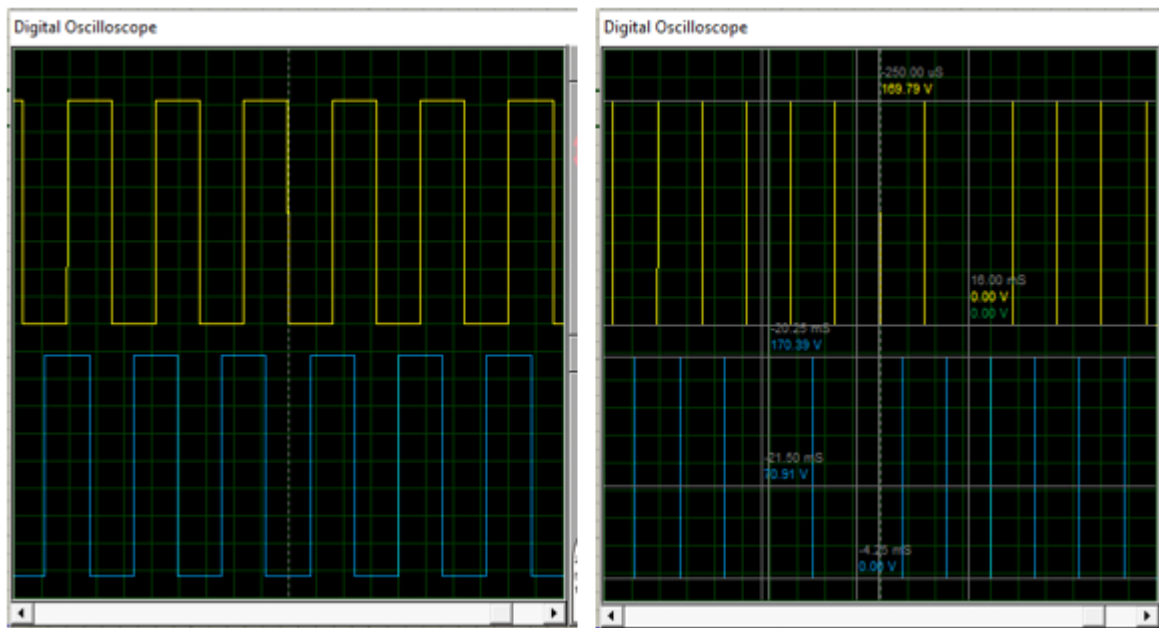 Digital Oscilloscope
Digital Oscilloscope
-250.00 uS
169.79 V
16.00 mS
0.00 V
0.00 V
-20.25 mS
170.39 V
-21.50 mS
70.91 V
-4.25 mS
0.00 V